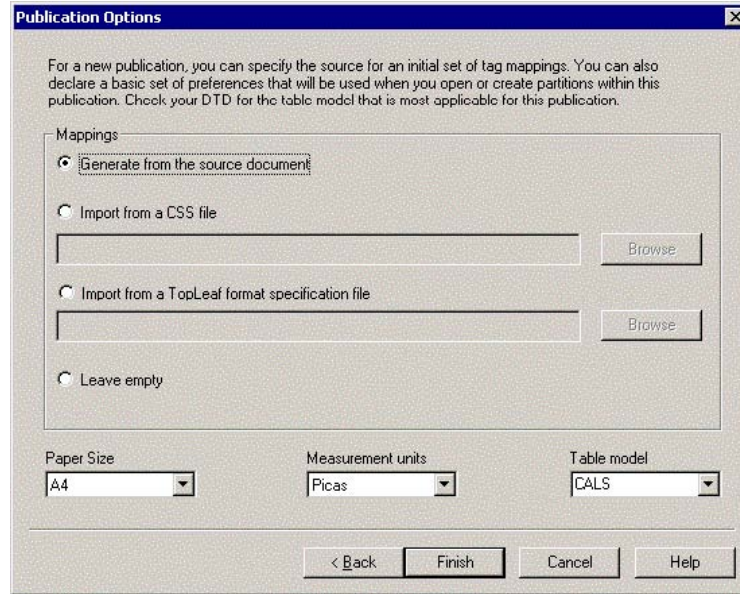 Publication Options
For a new publication, you can specify the source for an initial set of tag mappings. You can also
declare a basic set of preferences that will be used when you open or create partitions within this
publication. Check your DTD for the table model that is most applicable for this publication.
Mappings
Generate from the source document
Import from a CSS file
Browse
Import from a TopLeaf format specification file
Browse
Leave empty
Paper Size Measurement units Table model
A4 Picas CALS
< Back Finish Cancel Help